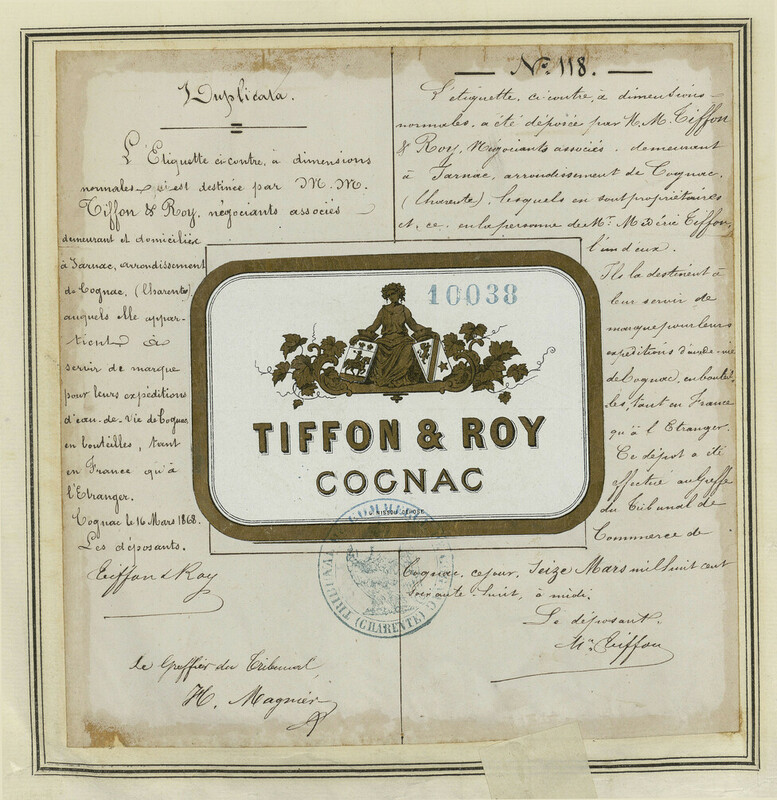 Duplicata.
L'Etiquette ci-contre, à dimensions
normales, est destinée par M.M.
Tiffon & Roy, négociants associés
demeurant et domiciliés
à Jarnac, arrondissement
de Cognac, (Charente)
auquels elle appar-
tient à
servir de marque
pour leurs expéditions
d'eau-de-vie de Cognac,
en bouteilles, tant
en France qu'à
l'Etranger.
Cognac le 16 Mars 1868.
Les déposants.
Tiffon & Roy
le Greffier du Tribunal,
H. Magnier
No. 118.
L'étiquette, ci-contre, à dimensions
normales, a été déposée par M.M. Tiffon
& Roy, Négociants associés, demeurant
à Jarnac, arrondissement de Cognac,
(Charente), lesquels en sont propriétaires
et, ce, en la personne de Mr. Médéric Tiffon,
l'un d'eux.
Ils la destinent à
leur servir de
marque pour leurs
expéditions d'eau-de-vie
de Cognac, en bouteil-
les, tant en France
qu'à l'Etranger.
Ce dépot a été
effectué au Greffe
du Tribunal de
Commerce de
Cognac, ce jour, Seize Mars mil huit cent
soixante-huit, à midi.
Le déposant.
Mic Tiffon
10038
TIFFON & ROY
COGNAC
TRIBUNAL DE COMMERCE
(CHARENTE)